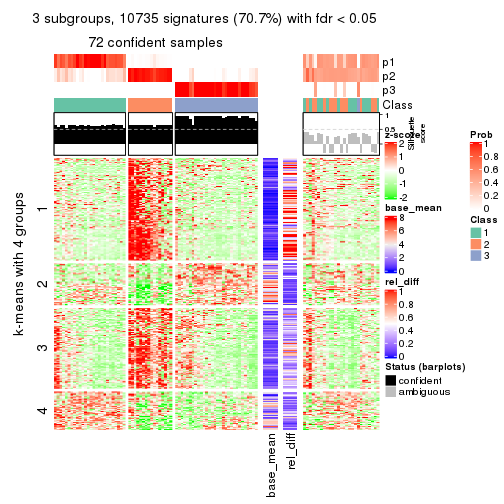 3 subgroups, 10735 signatures (70.7%) with fdr < 0.05
72 confident samples
p1
p2
p3
Class
1
0.5
0
Silhouette
score
k-means with 4 groups
1
2
3
4
base_mean
rel_diff
z-score
2
1
0
-1
-2
base_mean
8
6
4
2
0
rel_diff
1
0.8
0.6
0.4
0.2
0
Status (barplots)
confident
ambiguous
Prob
1
0.8
0.6
0.4
0.2
0
Class
1
2
3